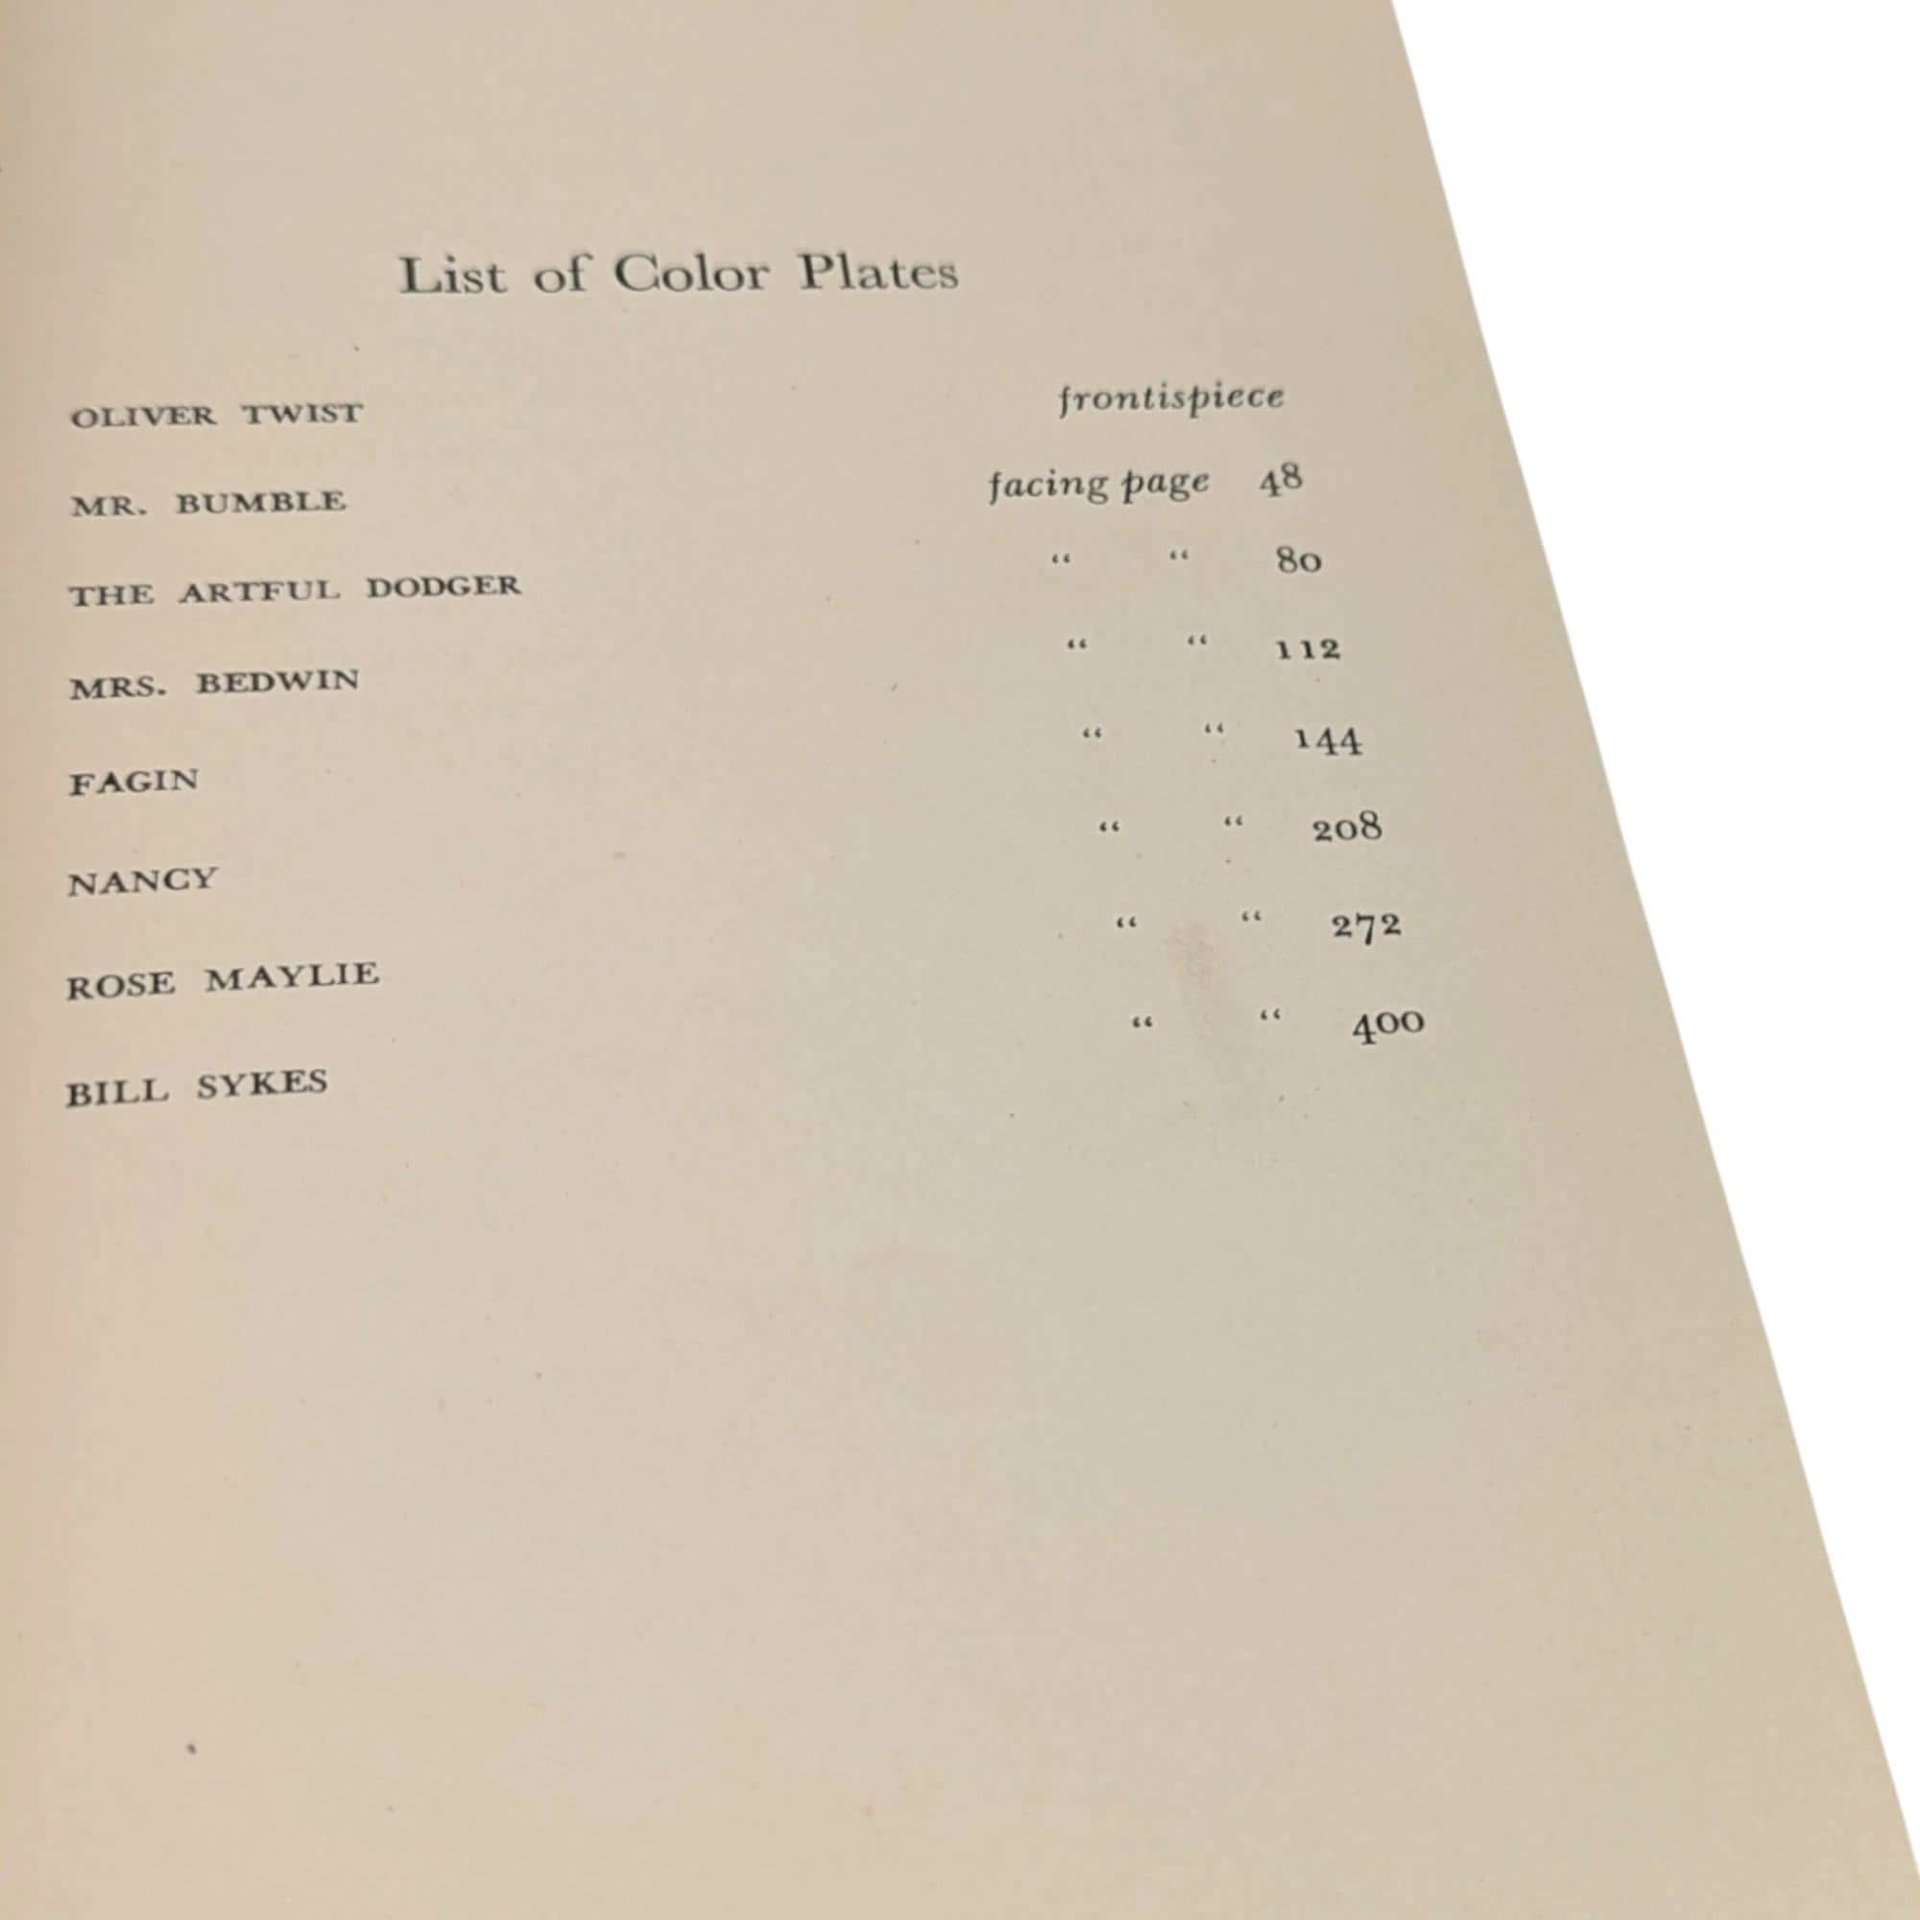 List of Color Plates
OLIVER TWIST frontispiece
MR. BUMBLE facing page 48
THE ARTFUL DODGER “ “ 80
MRS. BEDWIN “ “ 112
FAGIN “ “ 144
NANCY “ “ 208
ROSE MAYLIE “ “ 272
BILL SYKES “ “ 400